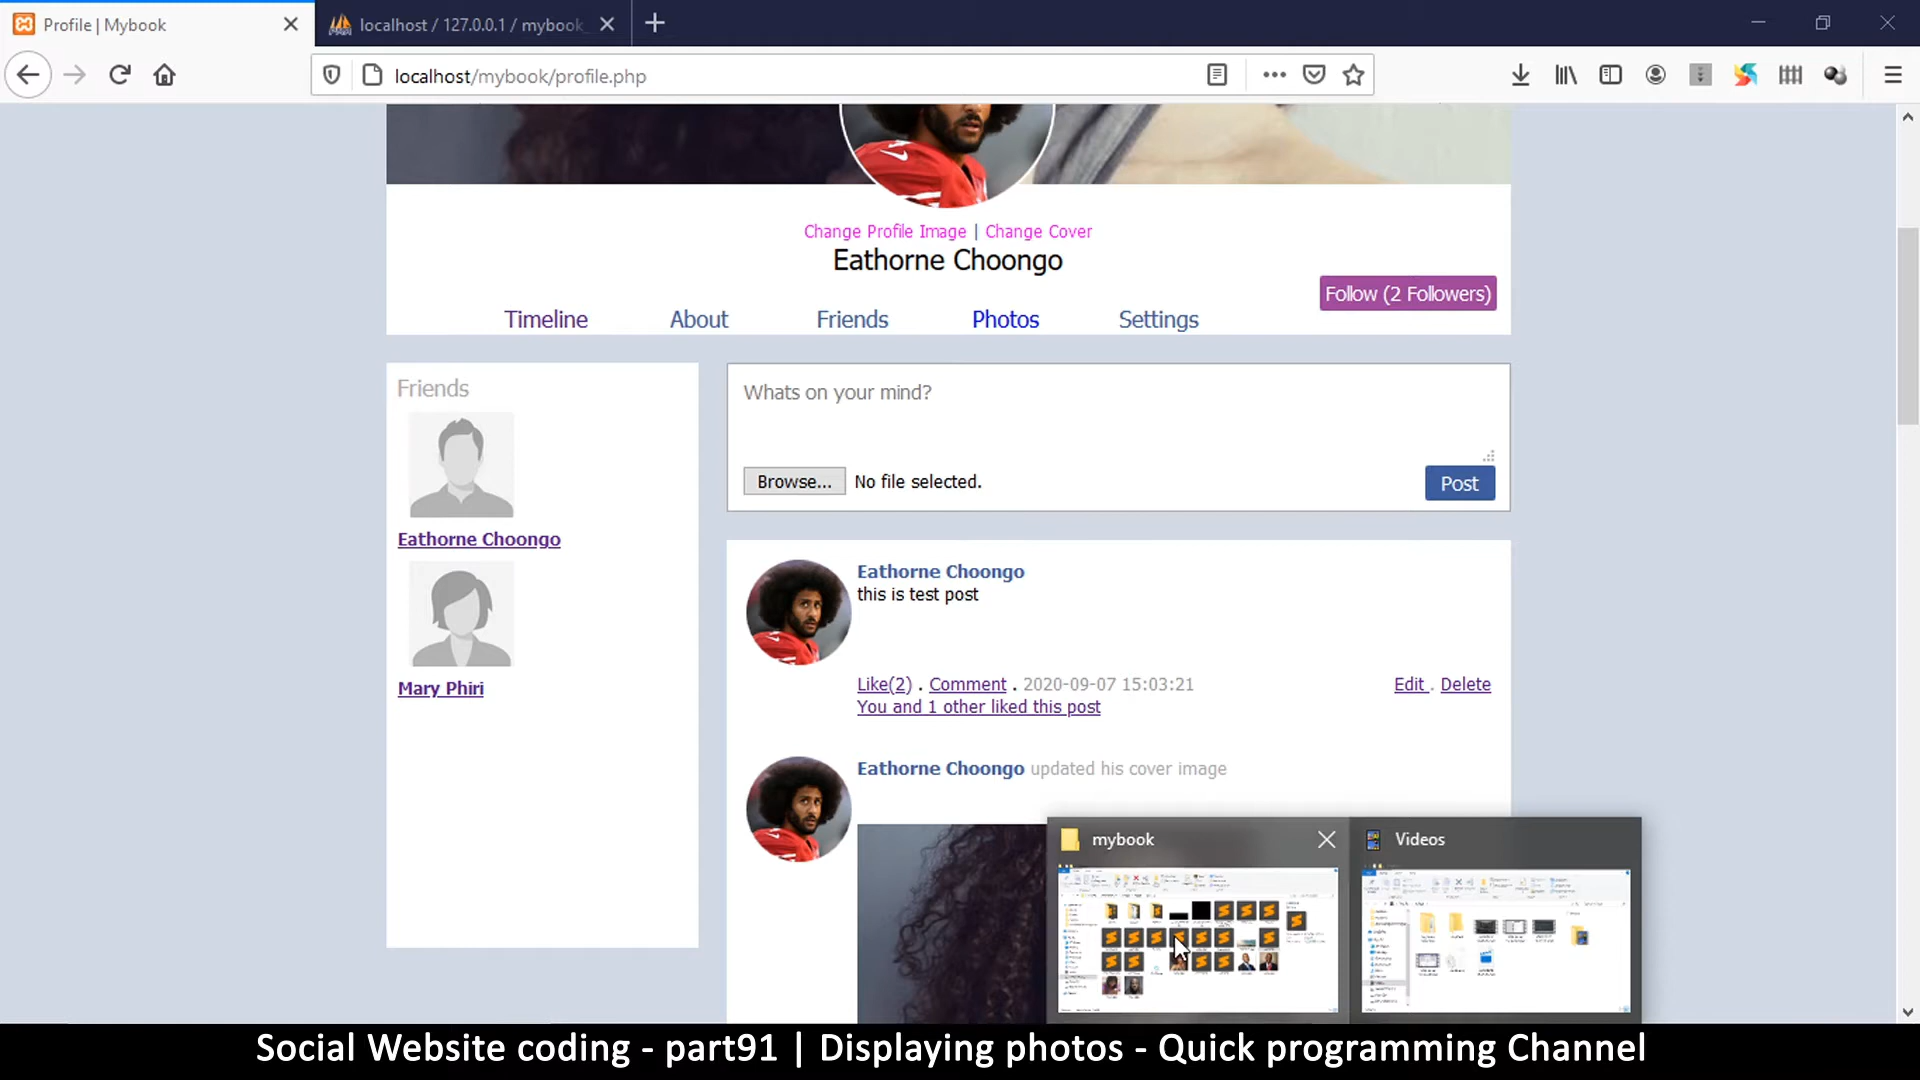 Profile | Mybook
localhost / 127.0.0.1 / mybook_
localhost/mybook/profile.php
Change Profile Image | Change Cover
Eathorne Choongo
Follow (2 Followers)
Timeline About Friends Photos Settings
Friends
Eathorne Choongo
Mary Phiri
Whats on your mind?
Browse... No file selected.
Post
Eathorne Choongo
this is test post
Like(2) . Comment . 2020-09-07 15:03:21 Edit . Delete
You and 1 other liked this post
Eathorne Choongo updated his cover image
mybook
Videos
Social Website coding - part91 | Displaying photos - Quick programming Channel